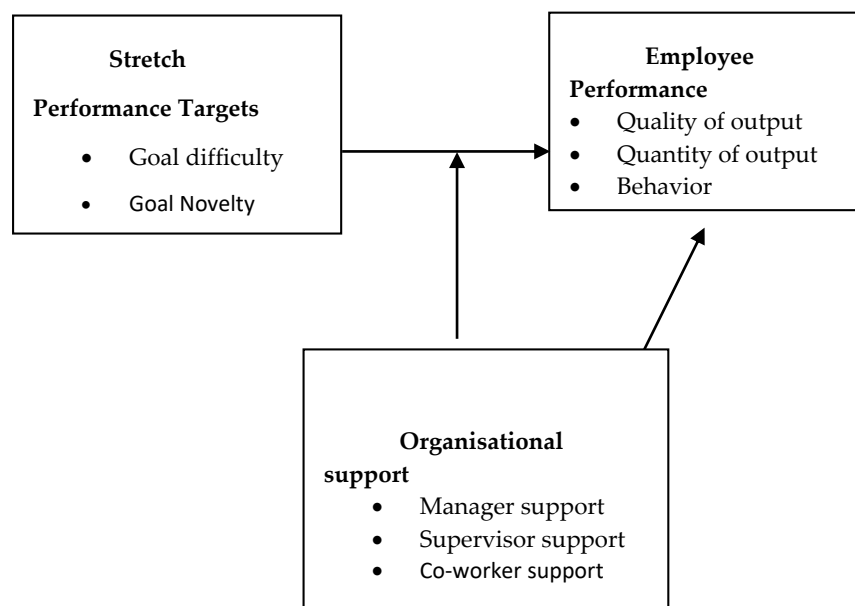 Stretch
Performance Targets
• Goal difficulty
• Goal Novelty
Employee
Performance
• Quality of output
• Quantity of output
• Behavior
Organisational
support
• Manager support
• Supervisor support
• Co-worker support